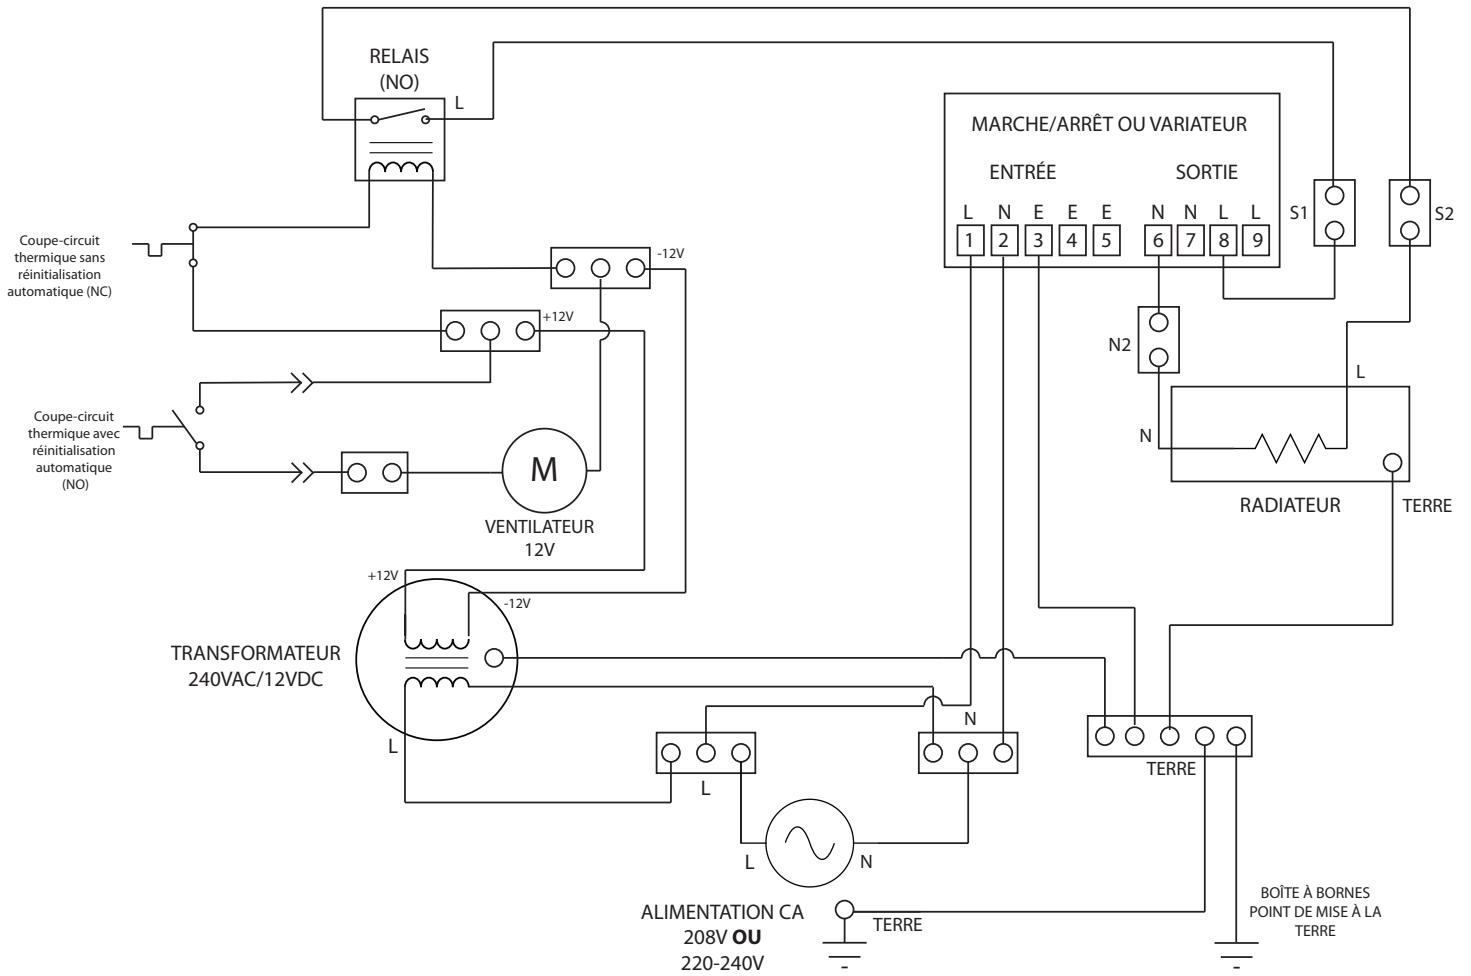 RELAIS
(NO)
L
MARCHE/ARRÊT OU VARIATEUR
ENTRÉE SORTIE
L N E E E N N L L
1 2 3 4 5 6 7 8 9
S1
S2
Coupe-circuit
thermique sans
réinitialisation
automatique (NC)
-12V
+12V
N2
L
N
RADIATEUR
TERRE
Coupe-circuit
thermique avec
réinitialisation
automatique
(NO)
M
VENTILATEUR
12V
+12V
-12V
TRANSFORMATEUR
240VAC/12VDC
L
N
L
TERRE
L
N
ALIMENTATION CA
208V OU
220-240V
TERRE
BOÎTE À BORNES
POINT DE MISE À LA
TERRE